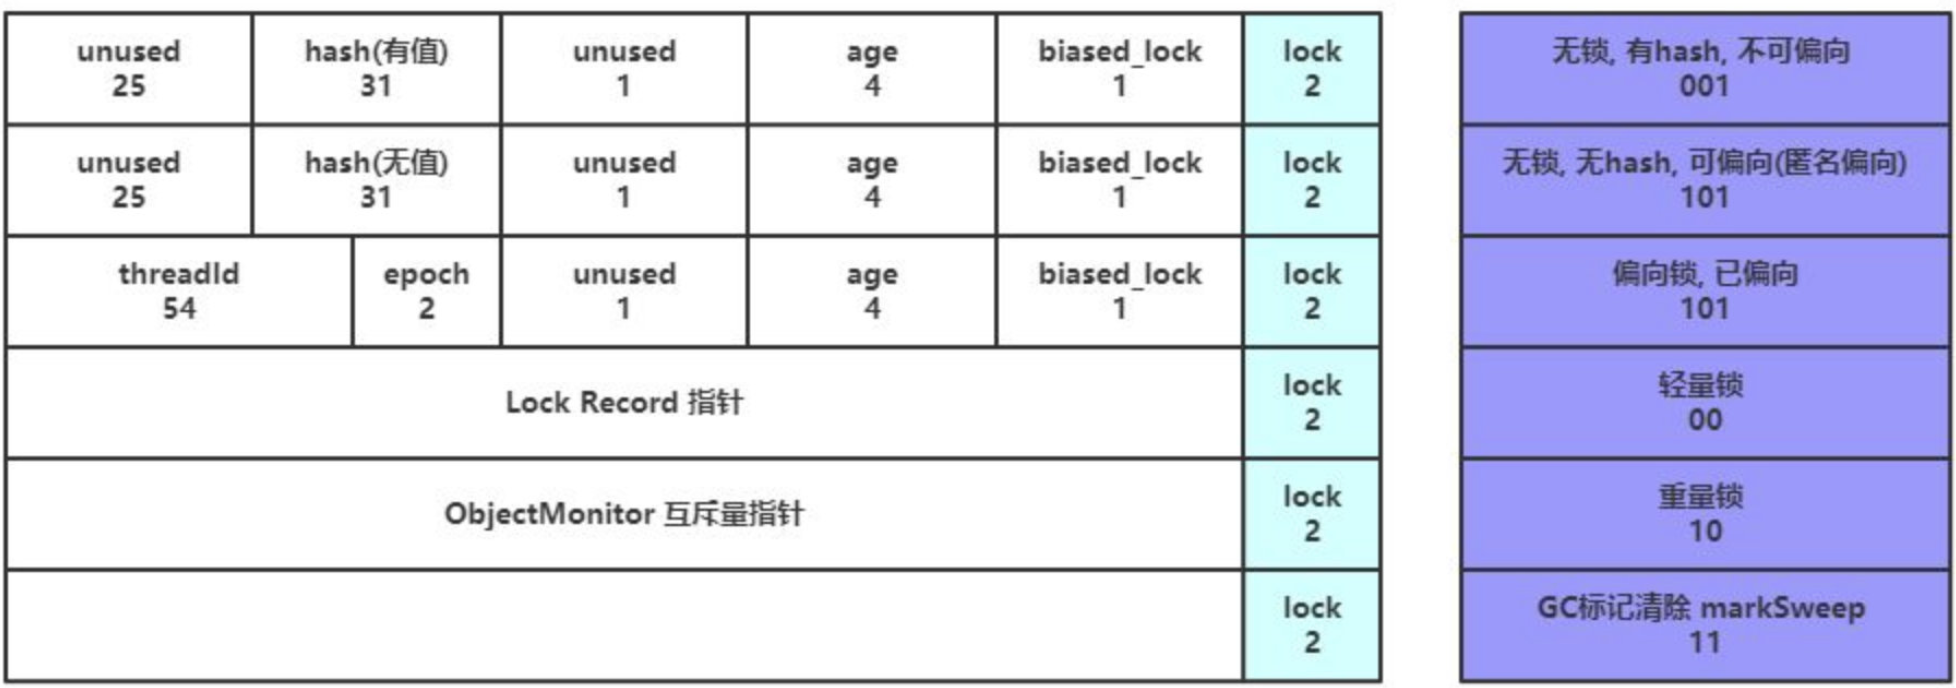 unused hash(有值) unused age biased_lock lock 无锁, 有hash, 不可偏向
25 31 1 4 1 2 001
unused hash(无值) unused age biased_lock lock 无锁, 无hash, 可偏向(匿名偏向)
25 31 1 4 1 2 101
threadId epoch unused age biased_lock lock 偏向锁, 已偏向
54 2 1 4 1 2 101
Lock Record 指针 lock 轻量锁
2 00
ObjectMonitor 互斥量指针 lock 重量锁
2 10
lock GC标记清除 markSweep
2 11